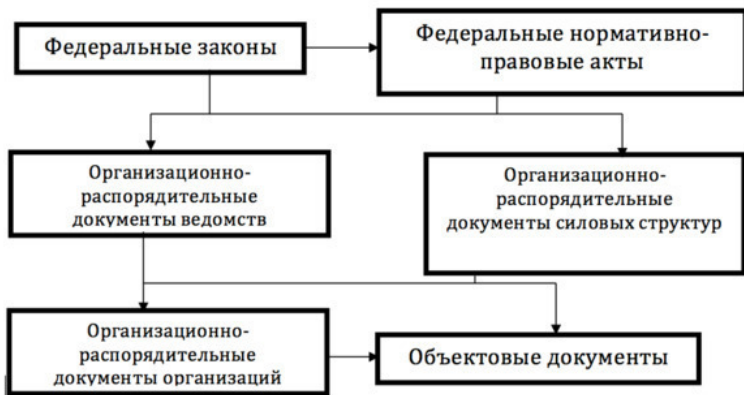 Федеральные законы
Федеральные нормативно-
правовые акты
Организационно-
распорядительные
документы ведомств
Организационно-
распорядительные
документы силовых структур
Организационно-
распорядительные
документы организаций
Объектовые документы